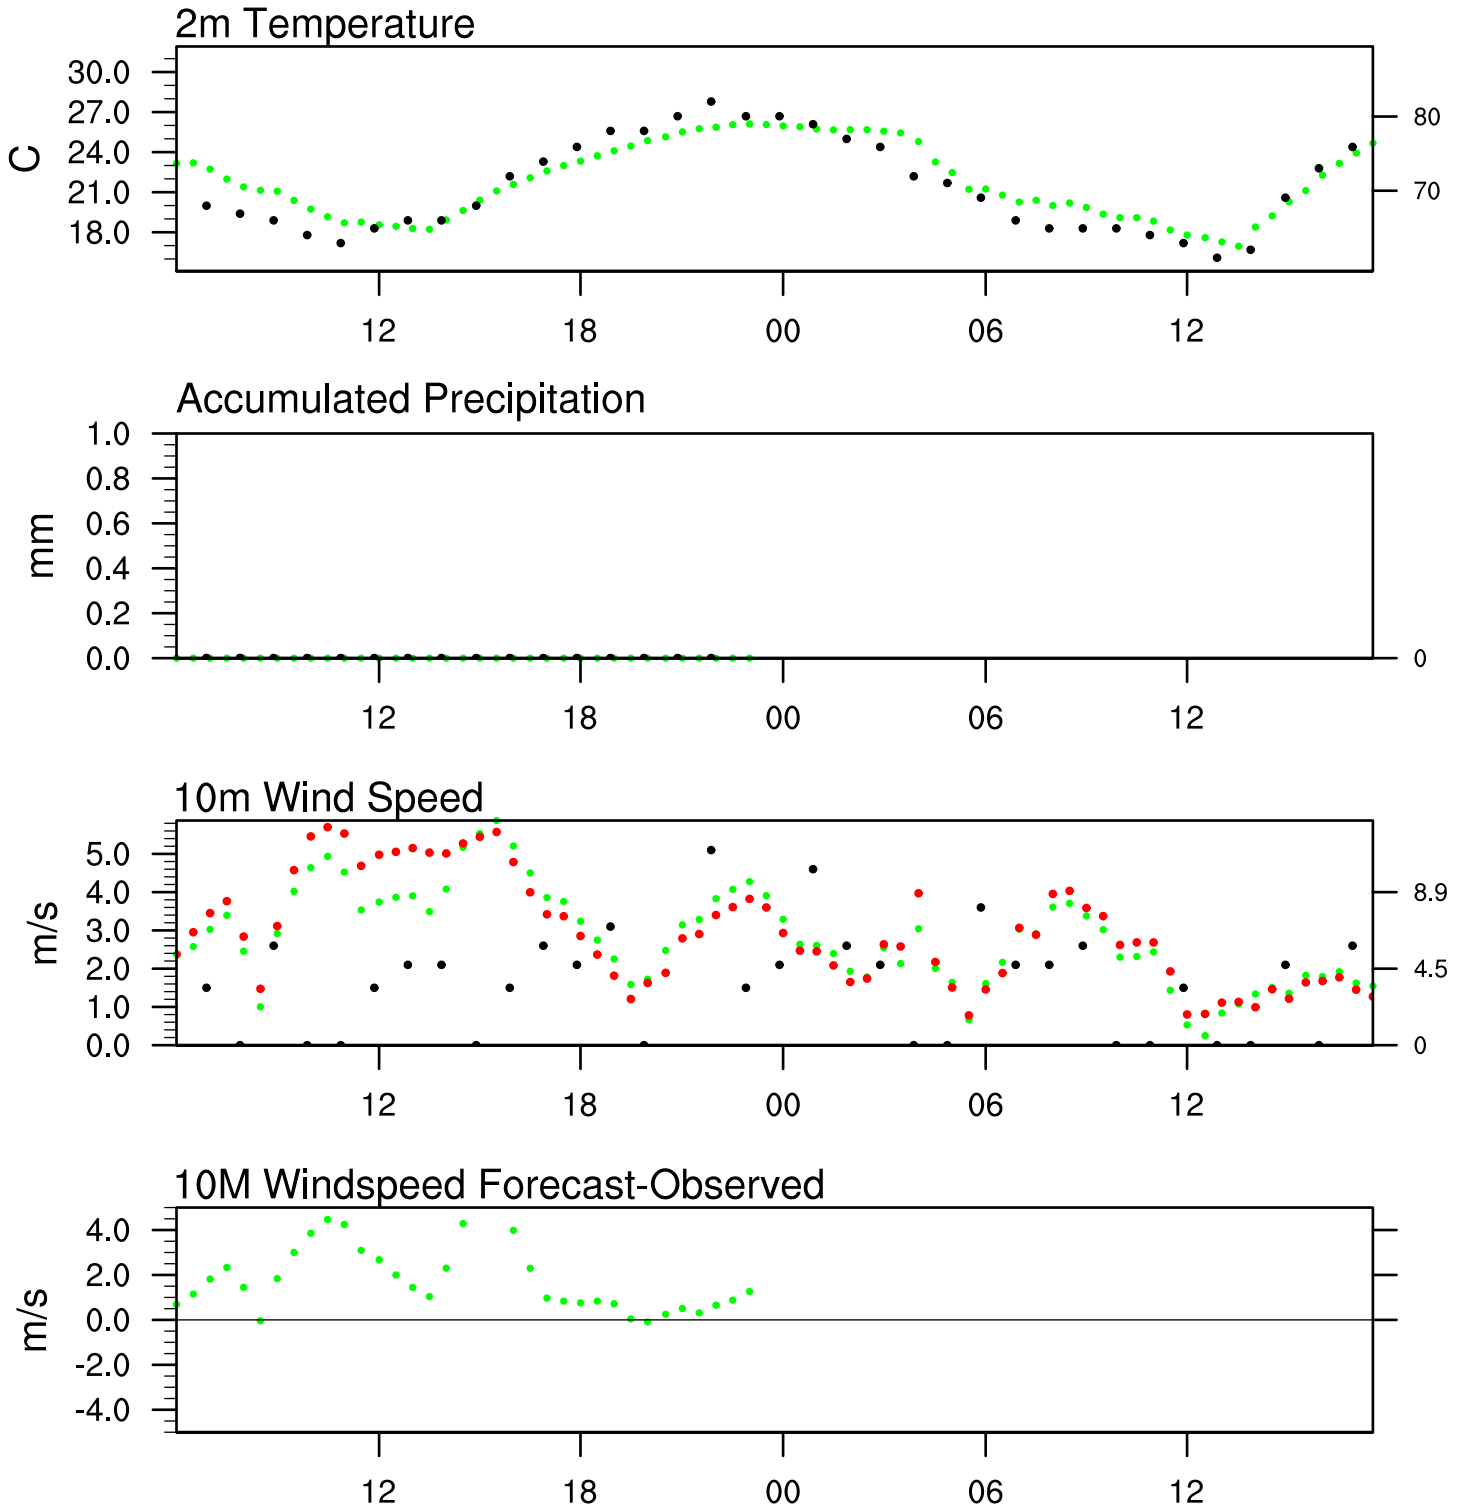 2m Temperature
30.0
27.0
80
24.0
C
21.0
70
18.0
12 18 00 06 12
Accumulated Precipitation
1.0
0.8
0.6
mm
0.4
0.2
0.0 0
12 18 00 06 12
10m Wind Speed
5.0
4.0 8.9
3.0
m/s
2.0 4.5
1.0
0.0 0
12 18 00 06 12
10M Windspeed Forecast-Observed
4.0
2.0
0.0
m/s
-2.0
-4.0
12 18 00 06 12